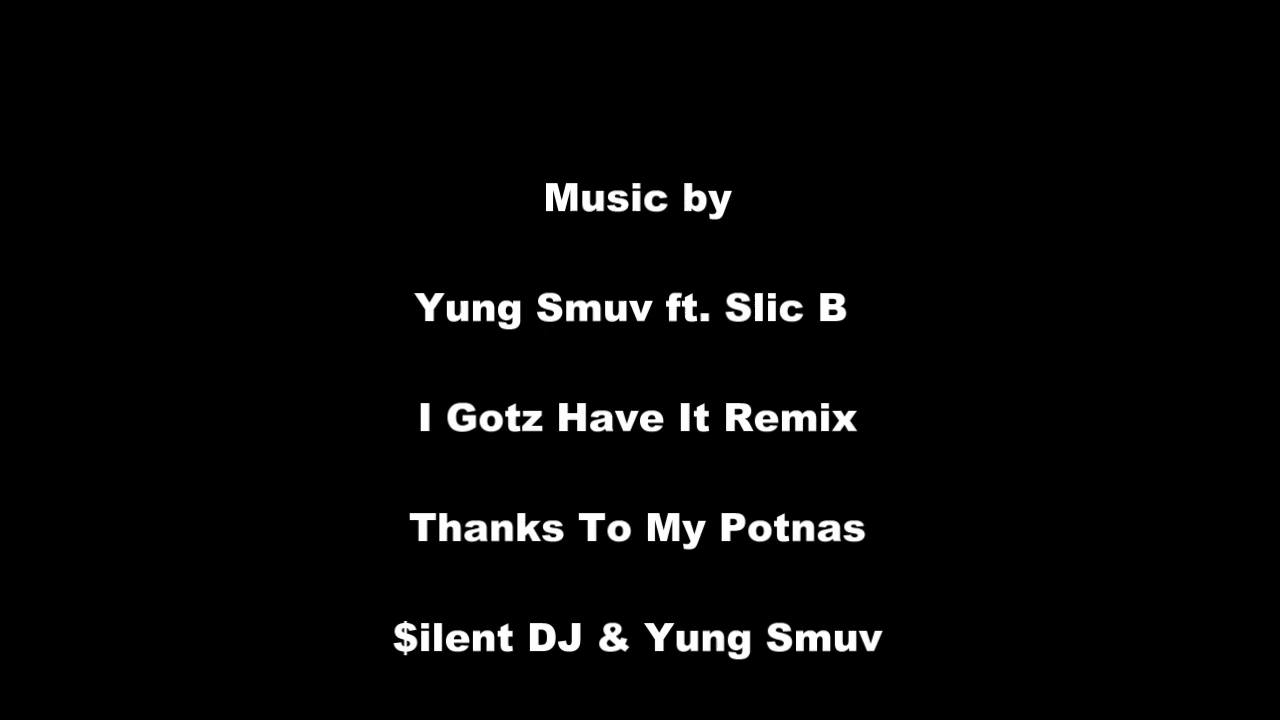 Music by
Yung Smuv ft. Slic B
I Gotz Have It Remix
Thanks To My Potnas
$ilent DJ & Yung Smuv